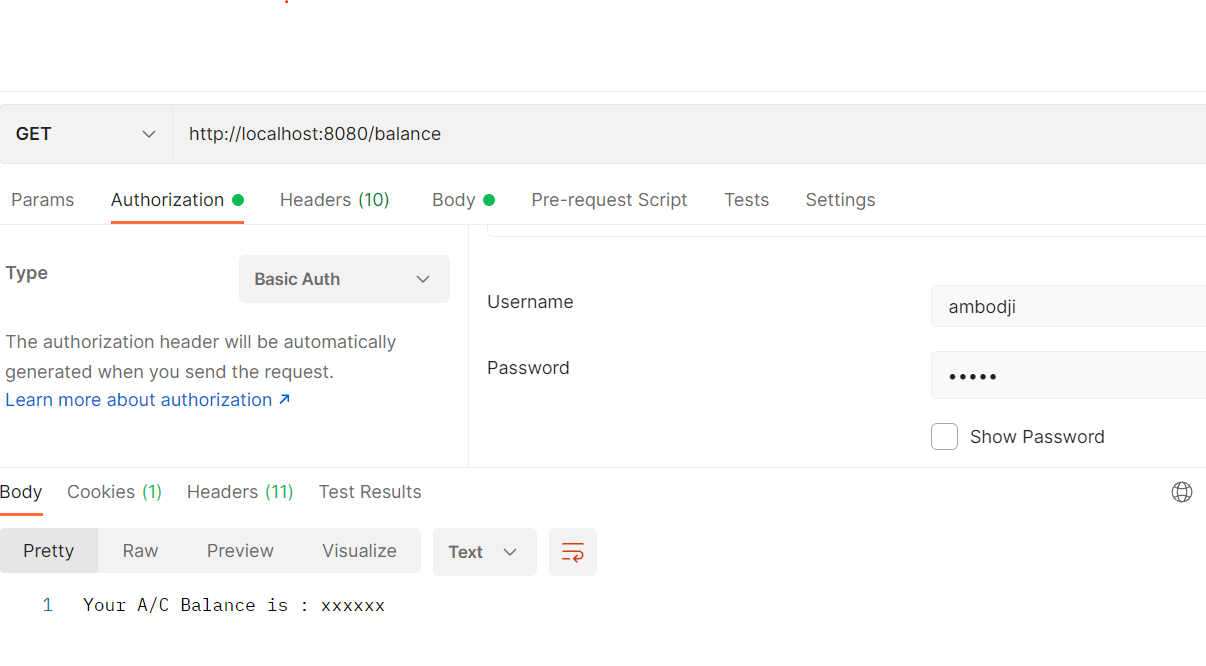 GET http://localhost:8080/balance
Params Authorization Headers (10) Body Pre-request Script Tests Settings
Type Basic Auth
The authorization header will be automatically
generated when you send the request.
Learn more about authorization ↗
Username ambodji
Password •••••
Show Password
Body Cookies (1) Headers (11) Test Results
Pretty Raw Preview Visualize Text
1 Your A/C Balance is : xxxxxx